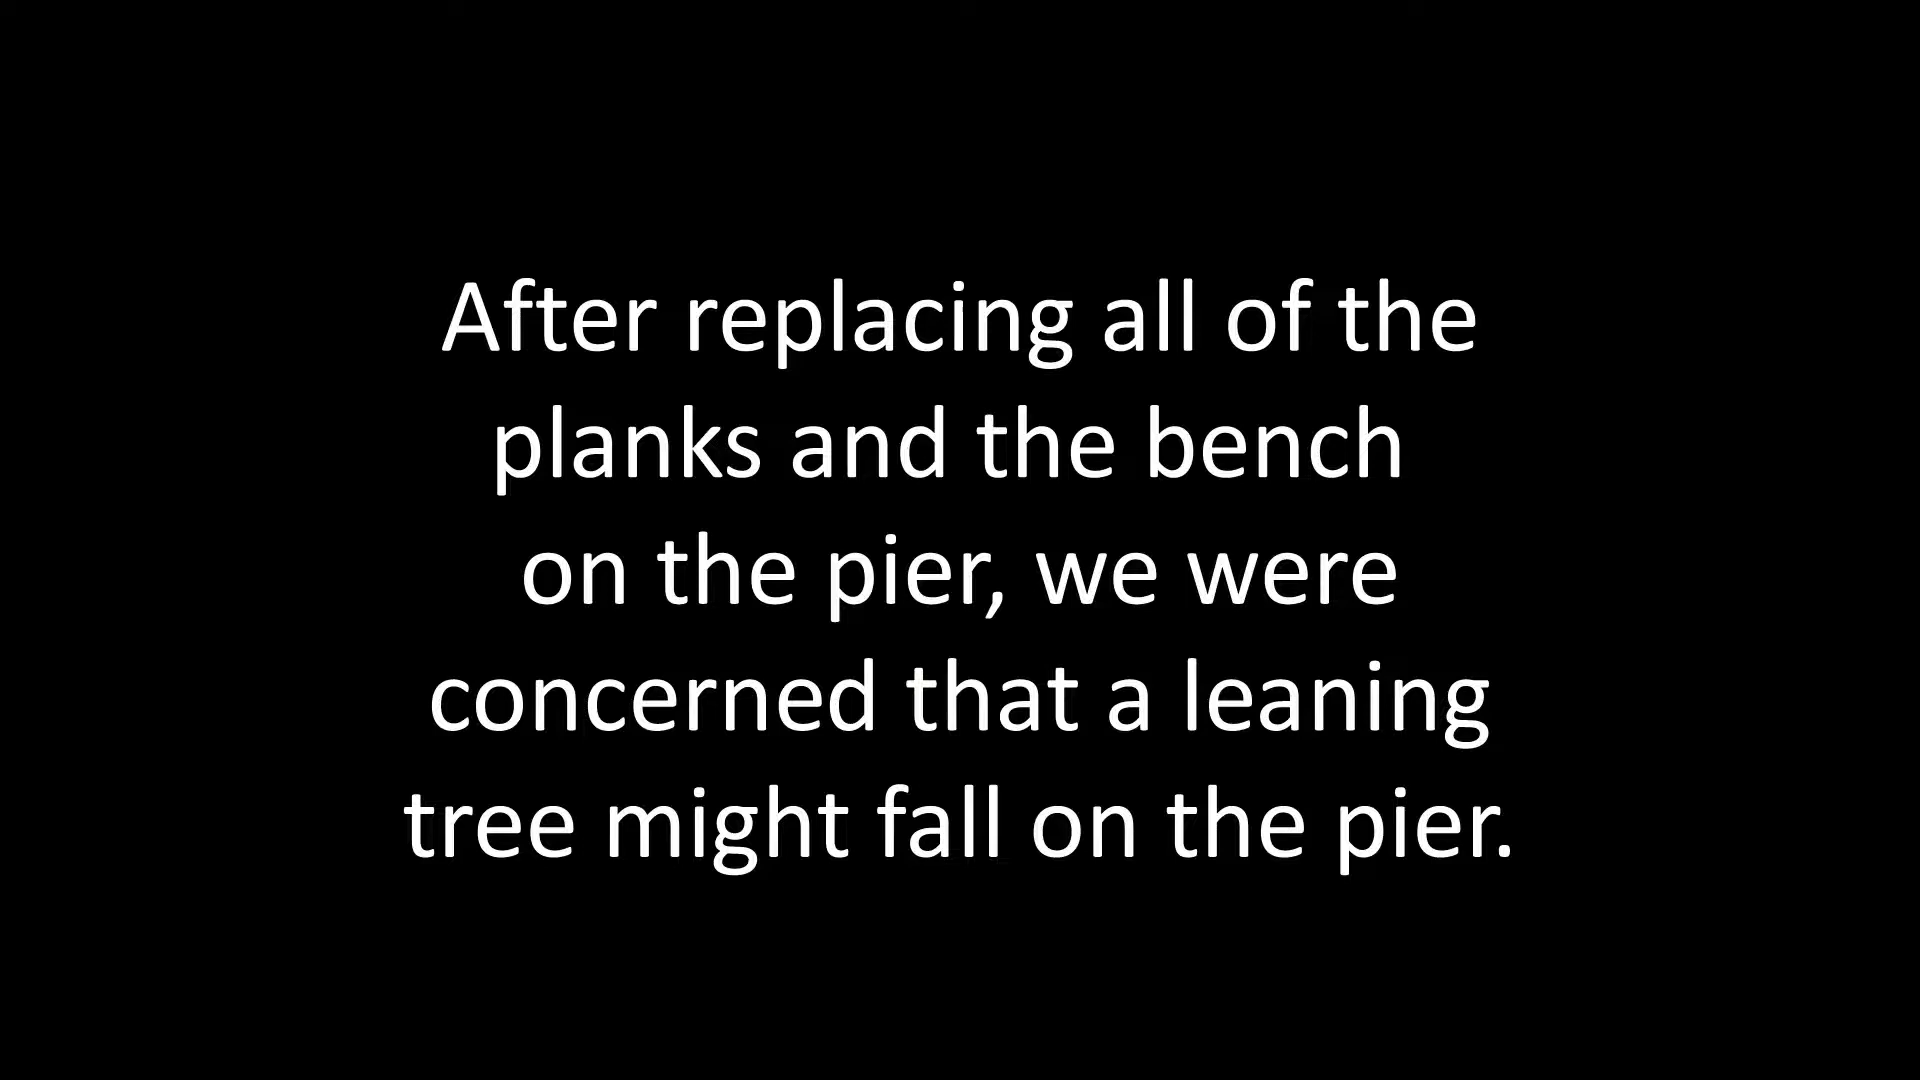 After replacing all of the
planks and the bench
on the pier, we were
concerned that a leaning
tree might fall on the pier.